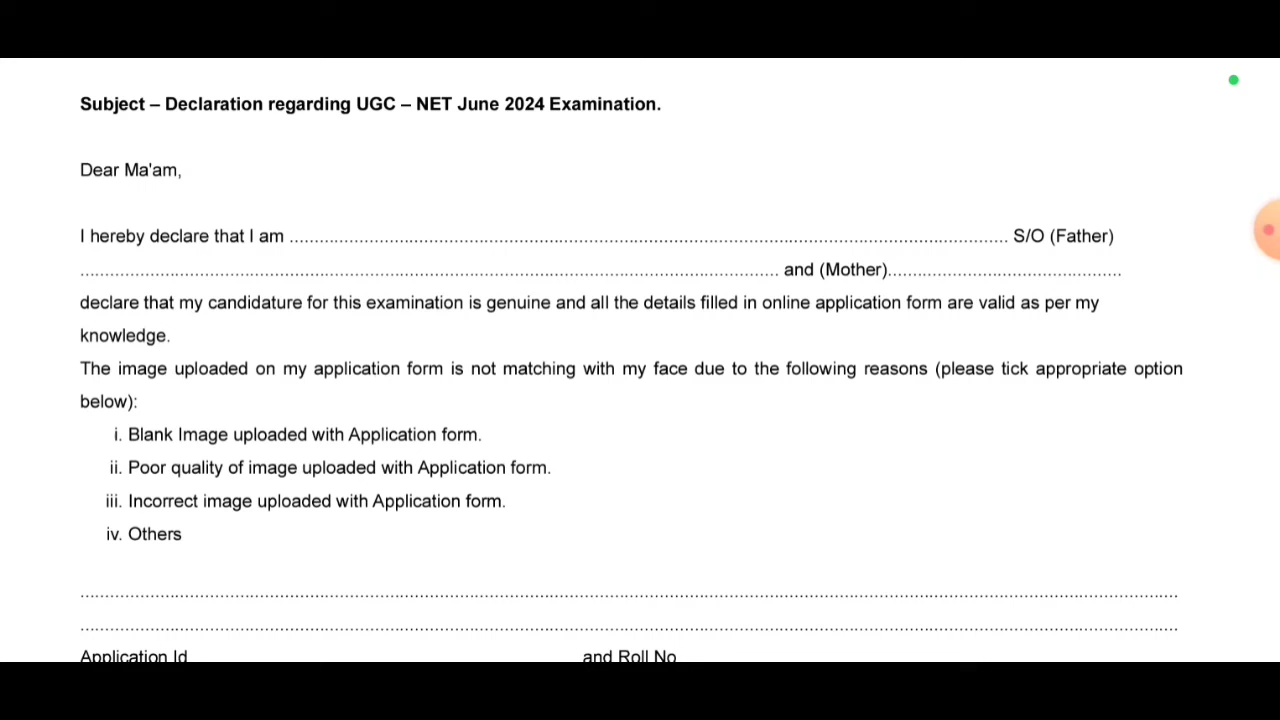 Subject – Declaration regarding UGC – NET June 2024 Examination.
Dear Ma'am,
I hereby declare that I am ................................................................................................................................................ S/O (Father)
............................................................................................................................................ and (Mother)...............................................
declare that my candidature for this examination is genuine and all the details filled in online application form are valid as per my
knowledge.
The image uploaded on my application form is not matching with my face due to the following reasons (please tick appropriate option
below):
i. Blank Image uploaded with Application form.
ii. Poor quality of image uploaded with Application form.
iii. Incorrect image uploaded with Application form.
iv. Others
............................................................................................................................................................................................................................
............................................................................................................................................................................................................................
Application Id and Roll No